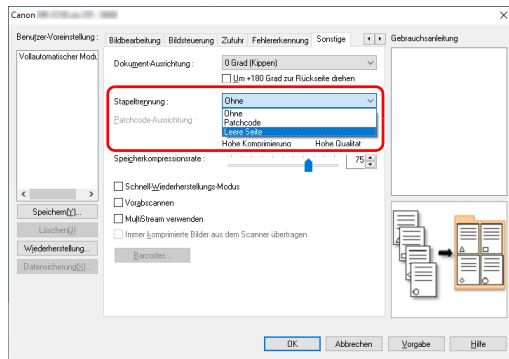 Canon
Benutzer-Voreinstellung :
Vollautomatischer Modu
Speichern(Y)...
Löschen(J)
Wiederherstellung...
Datensicherung(X)...
Bildbearbeitung Bildsteuerung Zufuhr Fehlererkennung Sonstige
Dokument-Ausrichtung : 0 Grad (Kippen)
Um +180 Grad zur Rückseite drehen
Stapeltrennung : Ohne
Ohne
Patchcode-Ausrichtung : Patchcode
Leere Seite
Hohe Komprimierung Hohe Qualität
Speicherkompressionsrate : 75
Schnell-Wiederherstellungs-Modus
Vorabscannen
MultiStream verwenden
Immer komprimierte Bilder aus dem Scanner übertragen
Barcodes...
Gebrauchsanleitung
OK Abbrechen Vorgabe Hilfe